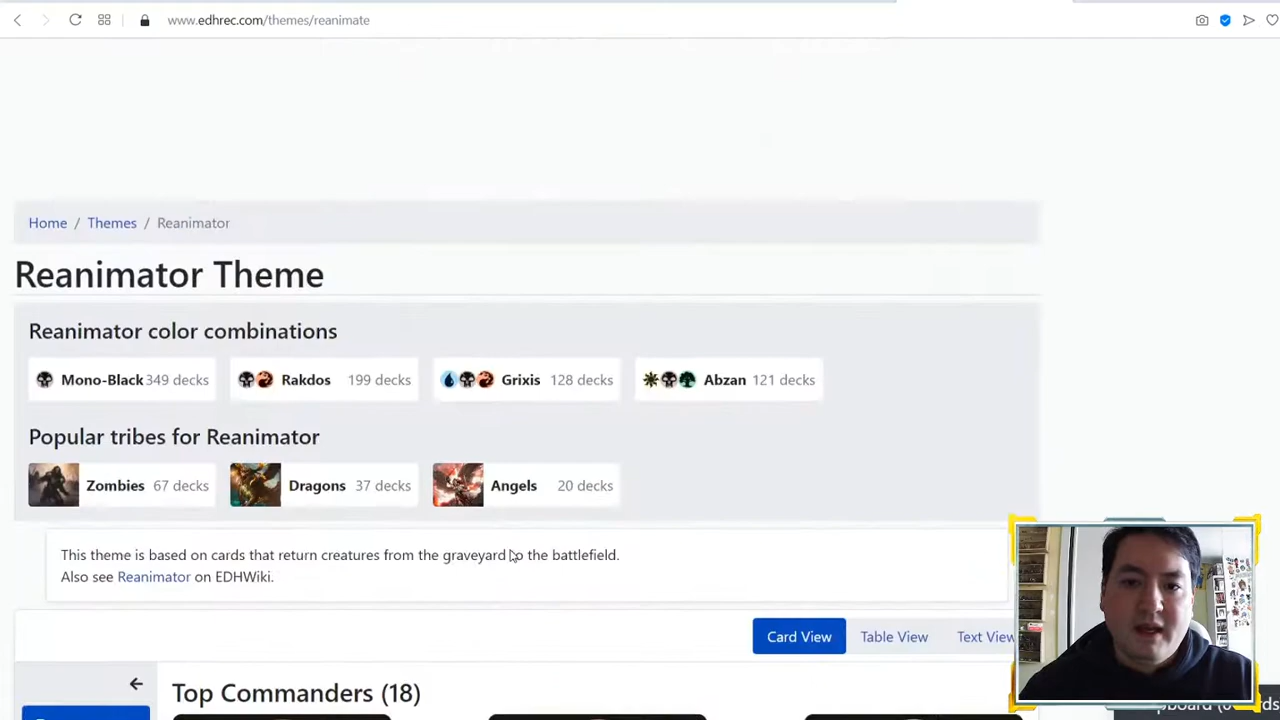 www.edhrec.com/themes/reanimate
Home / Themes / Reanimator
Reanimator Theme
Reanimator color combinations
Mono-Black 349 decks Rakdos 199 decks Grixis 128 decks Abzan 121 decks
Popular tribes for Reanimator
Zombies 67 decks Dragons 37 decks Angels 20 decks
This theme is based on cards that return creatures from the graveyard to the battlefield.
Also see Reanimator on EDHWiki.
Card View Table View Text View
Top Commanders (18)